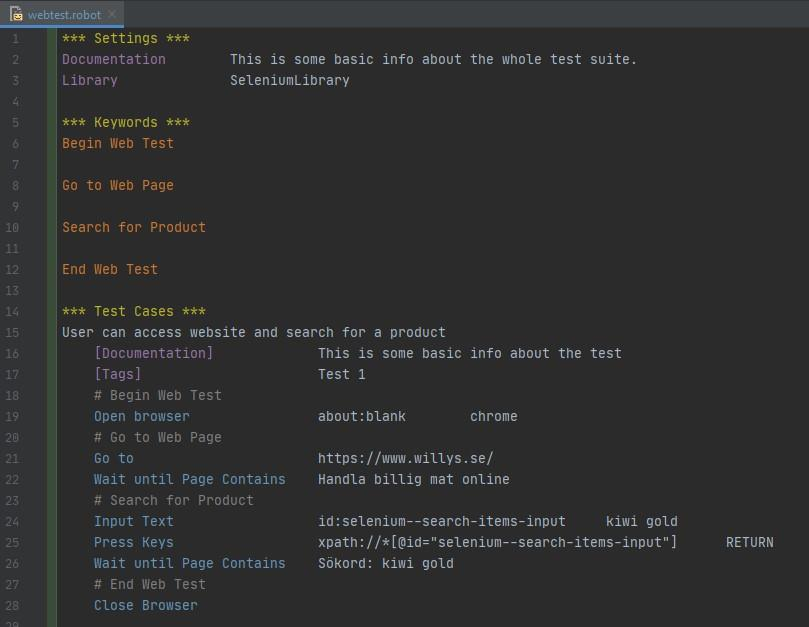 webtest.robot
1 *** Settings ***
2 Documentation This is some basic info about the whole test suite.
3 Library SeleniumLibrary
4
5 *** Keywords ***
6 Begin Web Test
7
8 Go to Web Page
9
10 Search for Product
11
12 End Web Test
13
14 *** Test Cases ***
15 User can access website and search for a product
16 [Documentation] This is some basic info about the test
17 [Tags] Test 1
18 # Begin Web Test
19 Open browser about:blank chrome
20 # Go to Web Page
21 Go to https://www.willys.se/
22 Wait until Page Contains Handla billig mat online
23 # Search for Product
24 Input Text id:selenium--search-items-input kiwi gold
25 Press Keys xpath://*[@id="selenium--search-items-input"] RETURN
26 Wait until Page Contains Sökord: kiwi gold
27 # End Web Test
28 Close Browser